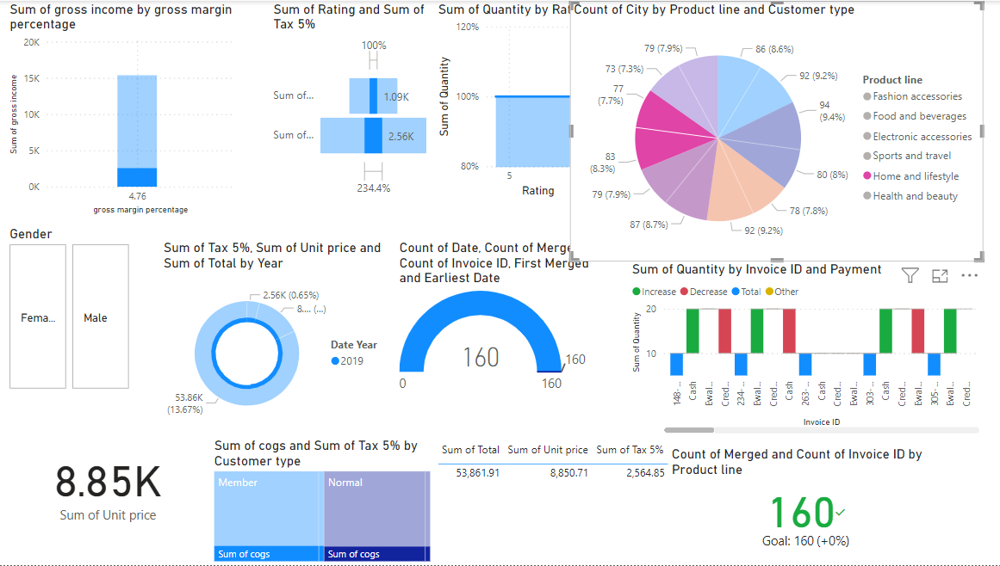 Sum of gross income by gross margin
percentage
20K
15K
10K
5K
0K
Sum of gross income
4.76
gross margin percentage
Sum of Rating and Sum of
Tax 5%
100%
Sum of...
1.09K
Sum of...
2.56K
234.4%
Sum of Quantity by Rat
120%
100%
80%
Sum of Quantity
5
Rating
Count of City by Product line and Customer type
79 (7.9%)
86 (8.6%)
73 (7.3%)
92 (9.2%)
77
(7.7%)
94
(9.4%)
83
(8.3%)
80 (8%)
79 (7.9%)
78 (7.8%)
87 (8.7%)
92 (9.2%)
Product line
Fashion accessories
Food and beverages
Electronic accessories
Sports and travel
Home and lifestyle
Health and beauty
Gender
Fema...
Male
Sum of Tax 5%, Sum of Unit price and
Sum of Total by Year
2.56K (0.65%)
8.... (...)
53.86K
(13.67%)
Date Year
2019
Count of Date, Count of Merge
Count of Invoice ID, First Merged
and Earliest Date
160
0
160
160
Sum of Quantity by Invoice ID and Payment
Increase Decrease Total Other
20
10
Sum of Quantity
148-...
Cash
Ewal...
Cred...
234-...
Ewal...
Cred...
Cash
263-...
Cash
Cred...
Ewal...
303-...
Cash
Cred...
Ewal...
305-...
Ewal...
Cred...
Invoice ID
8.85K
Sum of Unit price
Sum of cogs and Sum of Tax 5% by
Customer type
Member
Normal
Sum of cogs
Sum of cogs
Sum of Total Sum of Unit price Sum of Tax 5%
53,861.91 8,850.71 2,564.85
Count of Merged and Count of Invoice ID by
Product line
160
Goal: 160 (+0%)